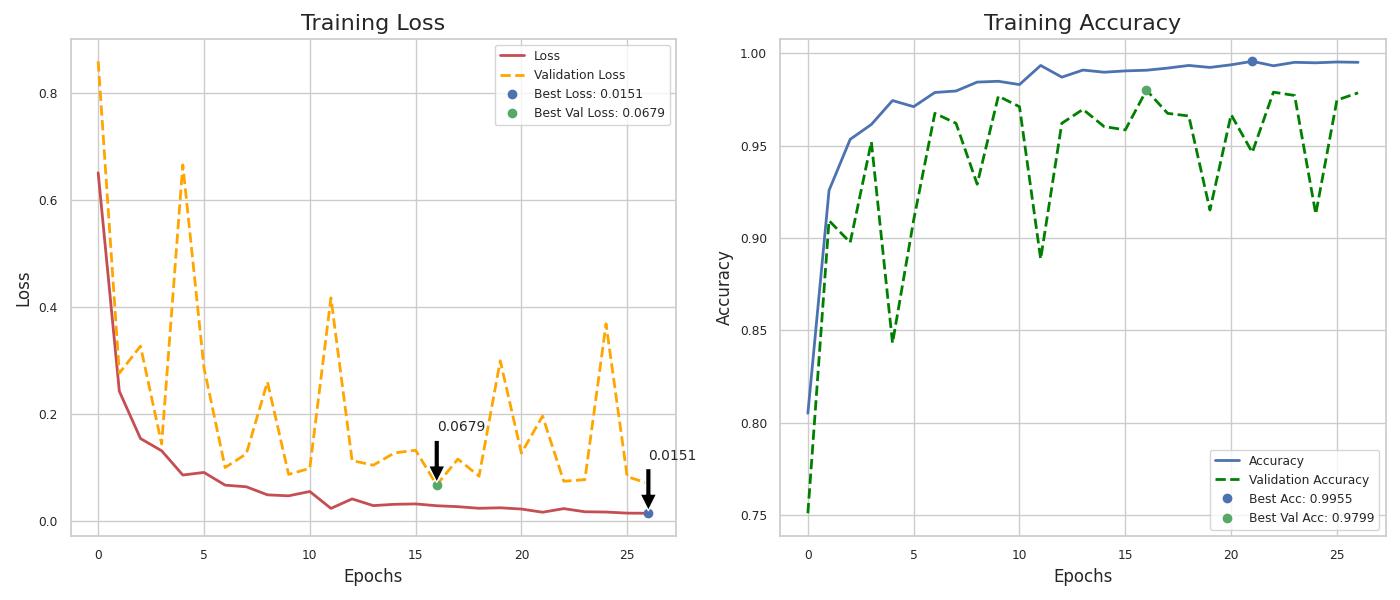 Training Loss
Loss
Validation Loss
Best Loss: 0.0151
Best Val Loss: 0.0679
0.8
0.6
0.4
0.2
0.0
Loss
0.0679
0.0151
0
5
10
15
20
25
Epochs
Training Accuracy
1.00
0.95
0.90
0.85
0.80
0.75
Accuracy
Accuracy
Validation Accuracy
Best Acc: 0.9955
Best Val Acc: 0.9799
0
5
10
15
20
25
Epochs